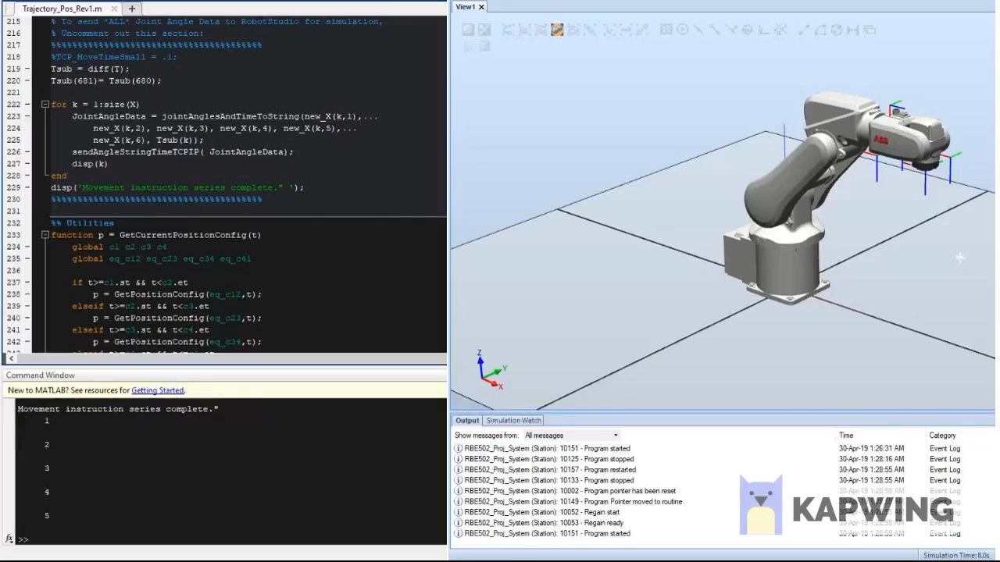 Trajectory_Pos_Rev1.m × +
215 % To send *ALL* Joint Angle Data to RobotStudio for simulation,
216 % Uncomment out this section:
217 %%%%%%%%%%%%%%%%%%%%%%%%%%%%%%%%%%%%%%%%
218 %TCP_MoveTimeSmall = .1;
219 Tsub = diff(T);
220 Tsub(681)= Tsub(680);
221
222 for k = 1:size(X)
223 JointAngleData = jointAnglesAndTimeToString(new_X(k,1),...
224 new_X(k,2), new_X(k,3), new_X(k,4), new_X(k,5),...
225 new_X(k,6), Tsub(k));
226 sendAngleStringTimeTCPIP( JointAngleData);
227 disp(k)
228 end
229 disp('Movement instruction series complete." ');
230 %%%%%%%%%%%%%%%%%%%%%%%%%%%%%%%%%%%%%%%%
231
232 %% Utilities
233 function p = GetCurrentPositionConfig(t)
234 global c1 c2 c3 c4
235 global eq_c12 eq_c23 eq_c34 eq_c41
236
237 if t>=c1.st && t<c2.et
238 p = GetPositionConfig(eq_c12,t);
239 elseif t>=c2.st && t<c3.et
240 p = GetPositionConfig(eq_c23,t);
241 elseif t>=c3.st && t<c4.et
242 p = GetPositionConfig(eq_c34,t);
Command Window
New to MATLAB? See resources for Getting Started.
Movement instruction series complete."
1
2
3
4
5
fx >>
View1 ×
ABB
Z
Y
X
Output Simulation Watch
Show messages from: All messages Time Category
RBE502_Proj_System (Station): 10151 - Program started 30-Apr-19 1:26:31 AM Event Log
RBE502_Proj_System (Station): 10125 - Program stopped 30-Apr-19 1:28:16 AM Event Log
RBE502_Proj_System (Station): 10157 - Program restarted 30-Apr-19 1:28:55 AM Event Log
RBE502_Proj_System (Station): 10133 - Program stopped 30-Apr-19 1:28:55 AM Event Log
RBE502_Proj_System (Station): 10002 - Program pointer has been reset 30-Apr-19 1:28:55 AM Event Log
RBE502_Proj_System (Station): 10149 - Program Pointer moved to routine 30-Apr-19 1:28:55 AM Event Log
RBE502_Proj_System (Station): 10052 - Regain start 30-Apr-19 1:28:55 AM Event Log
RBE502_Proj_System (Station): 10053 - Regain ready 30-Apr-19 1:28:55 AM Event Log
RBE502_Proj_System (Station): 10151 - Program started 30-Apr-19 1:28:55 AM Event Log
KAPWING
Simulation Time: 8.0s